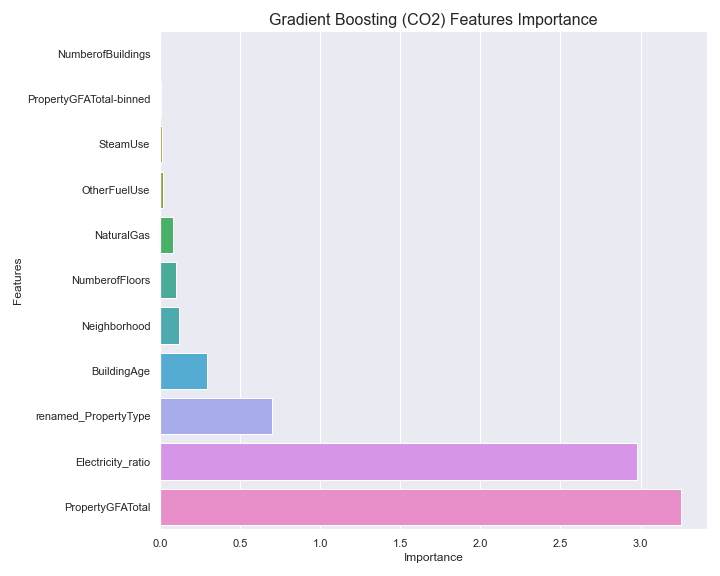 Gradient Boosting (CO2) Features Importance
NumberofBuildings
PropertyGFATotal-binned
SteamUse
OtherFuelUse
NaturalGas
NumberofFloors
Neighborhood
BuildingAge
renamed_PropertyType
Electricity_ratio
PropertyGFATotal
Features
0.0 0.5 1.0 1.5 2.0 2.5 3.0
Importance